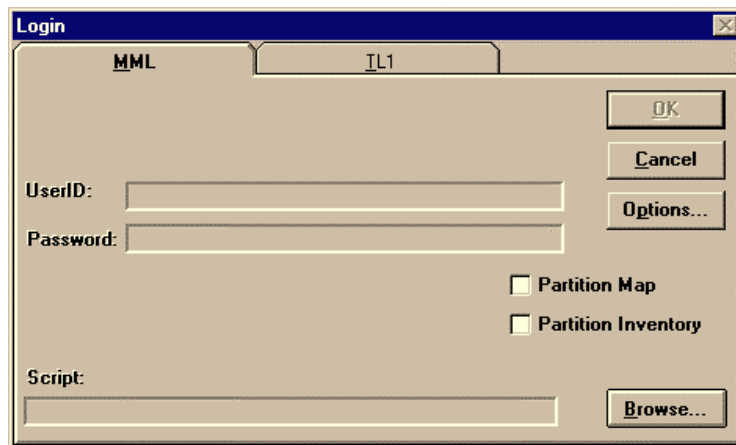 Login
MML
TL1
OK
Cancel
UserID:
Options...
Password:
Partition Map
Partition Inventory
Script:
Browse...